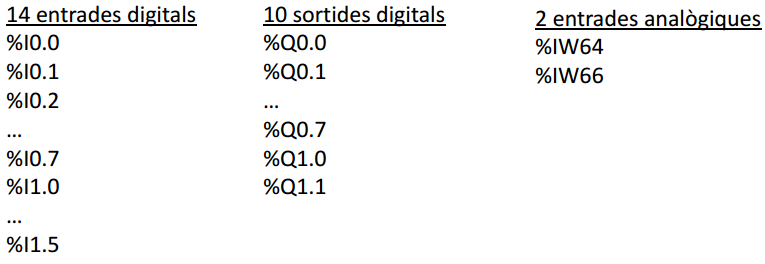 14 entrades digitals
%I0.0
%I0.1
%I0.2
...
%I0.7
%I1.0
...
%I1.5
10 sortides digitals
%Q0.0
%Q0.1
...
%Q0.7
%Q1.0
%Q1.1
2 entrades analògiques
%IW64
%IW66